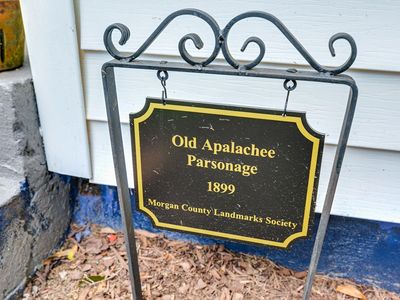 Old Apalachee
Parsonage
1899
Morgan County Landmarks Society